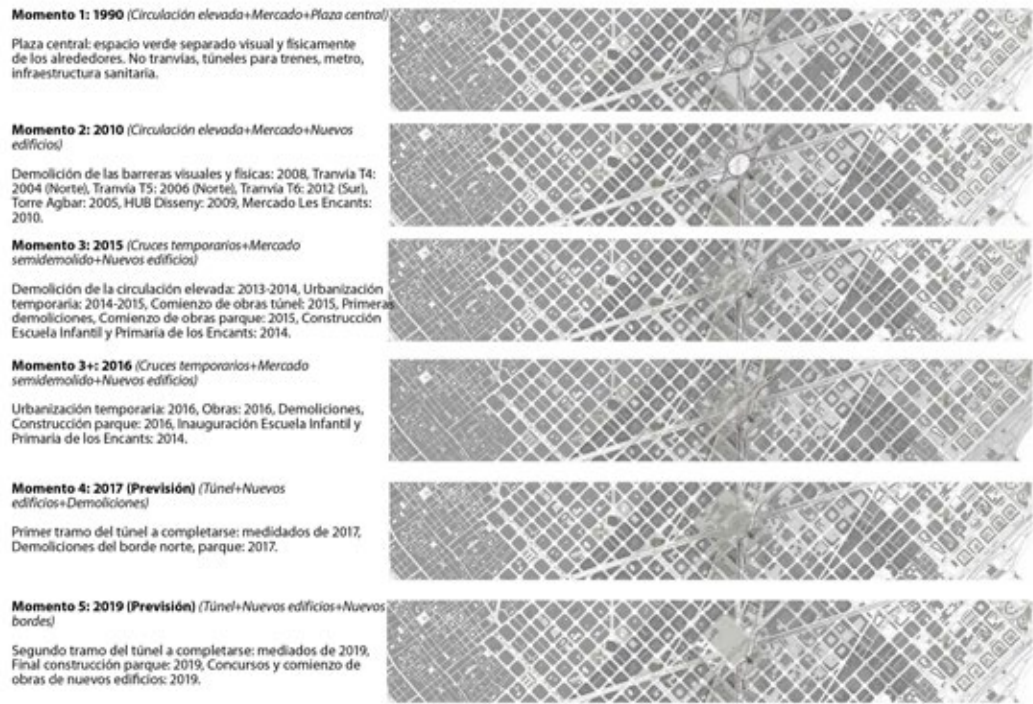 Momento 1: 1990 (Circulación elevada+Mercado+Plaza central)
Plaza central: espacio verde separado visual y físicamente
de los alrededores. No tranvías, túneles para trenes, metro,
infraestructura sanitaria.
Momento 2: 2010 (Circulación elevada+Mercado+Nuevos
edificios)
Demolición de las barreras visuales y físicas: 2008, Tranvía T4:
2004 (Norte), Tranvía T5: 2006 (Norte), Tranvía T6: 2012 (Sur),
Torre Agbar: 2005, HUB Disseny: 2009, Mercado Les Encants:
2010.
Momento 3: 2015 (Cruces temporarios+Mercado
semidemolido+Nuevos edificios)
Demolición de la circulación elevada: 2013-2014, Urbanización
temporaria: 2014-2015, Comienzo de obras túnel: 2015, Primeras
demoliciones, Comienzo de obras parque: 2015, Construcción
Escuela Infantil y Primaria de los Encants: 2014.
Momento 3+: 2016 (Cruces temporarios+Mercado
semidemolido+Nuevos edificios)
Urbanización temporaria: 2016, Obras: 2016, Demoliciones,
Construcción parque: 2016, Inauguración Escuela Infantil y
Primaria de los Encants: 2014.
Momento 4: 2017 (Previsión) (Túnel+Nuevos
edificios+Demoliciones)
Primer tramo del túnel a completarse: medidados de 2017,
Demoliciones del borde norte, parque: 2017.
Momento 5: 2019 (Previsión) (Túnel+Nuevos edificios+Nuevos
bordes)
Segundo tramo del túnel a completarse: mediados de 2019,
Final construcción parque: 2019, Concursos y comienzo de
obras de nuevos edificios: 2019.